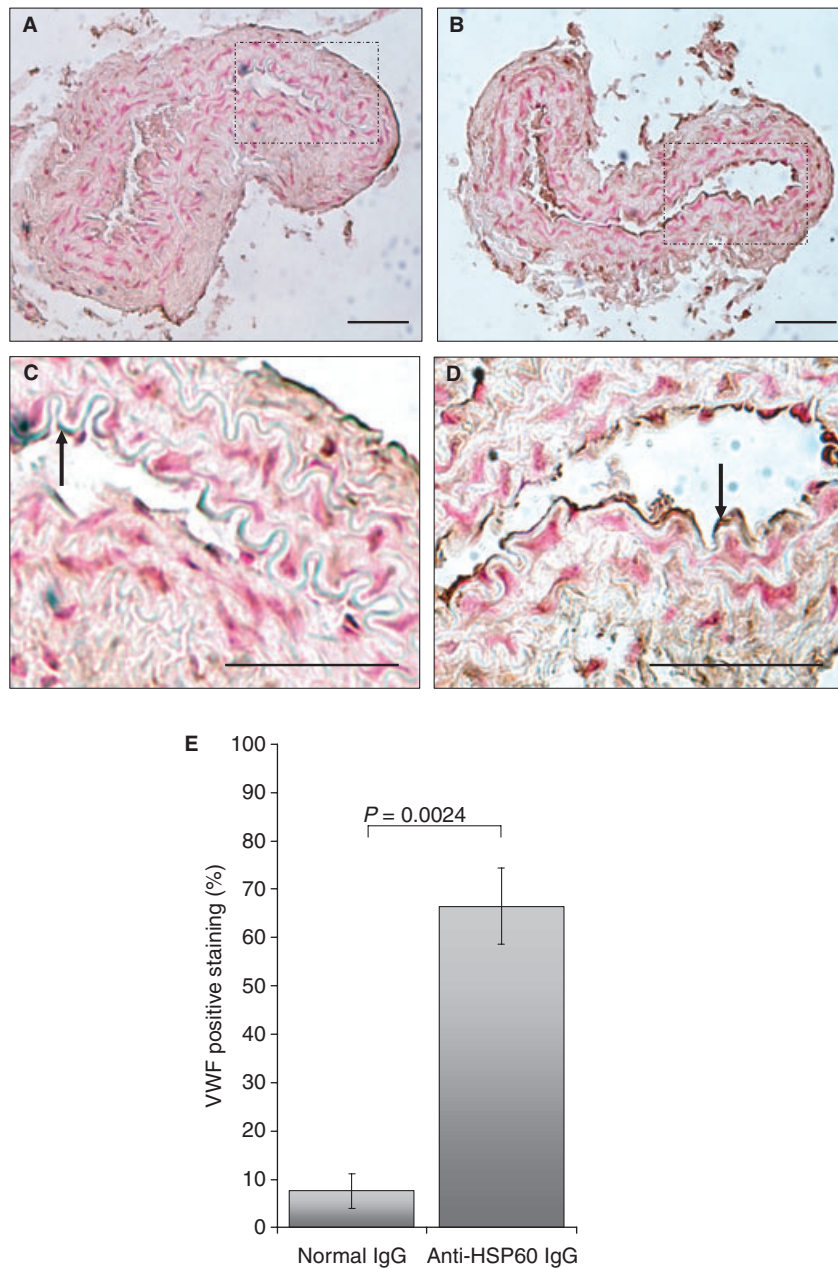 A
B
C
D
E
100
90
80
70
60
50
40
30
20
10
0
VWF positive staining (%)
P = 0.0024
Normal IgG
Anti-HSP60 IgG